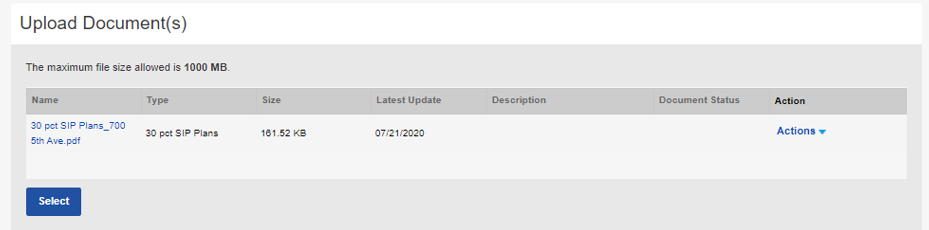 Upload Document(s)
The maximum file size allowed is 1000 MB.
Name Type Size Latest Update Description Document Status Action
30 pct SIP Plans_700
5th Ave.pdf
30 pct SIP Plans 161.52 KB 07/21/2020 Actions
Select